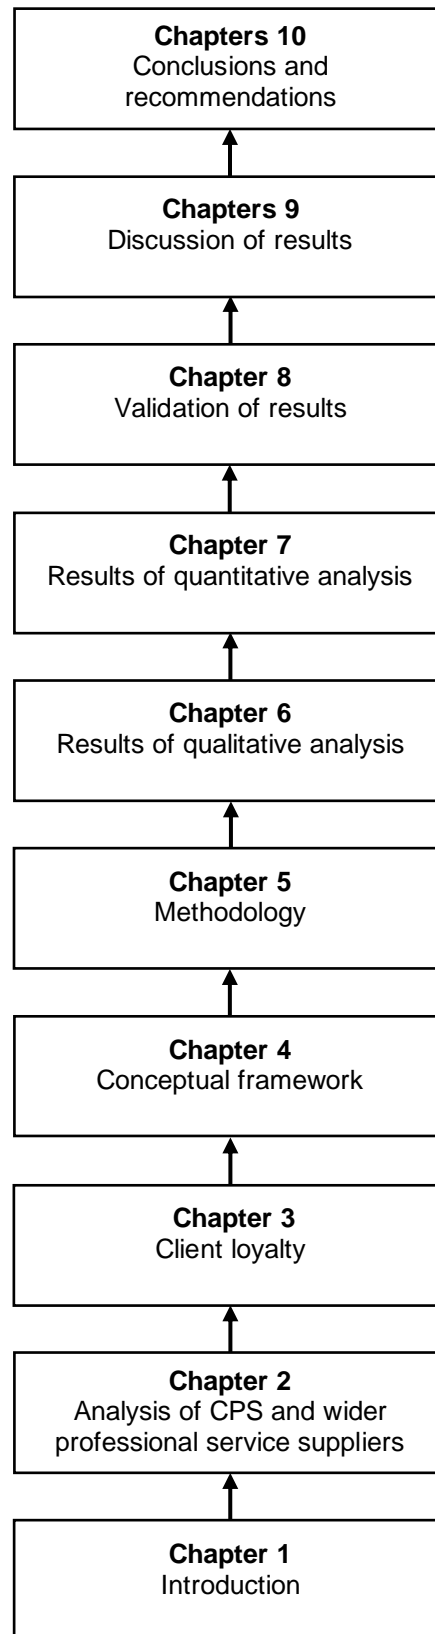 Chapters 10
Conclusions and
recommendations
Chapters 9
Discussion of results
Chapter 8
Validation of results
Chapter 7
Results of quantitative analysis
Chapter 6
Results of qualitative analysis
Chapter 5
Methodology
Chapter 4
Conceptual framework
Chapter 3
Client loyalty
Chapter 2
Analysis of CPS and wider
professional service suppliers
Chapter 1
Introduction